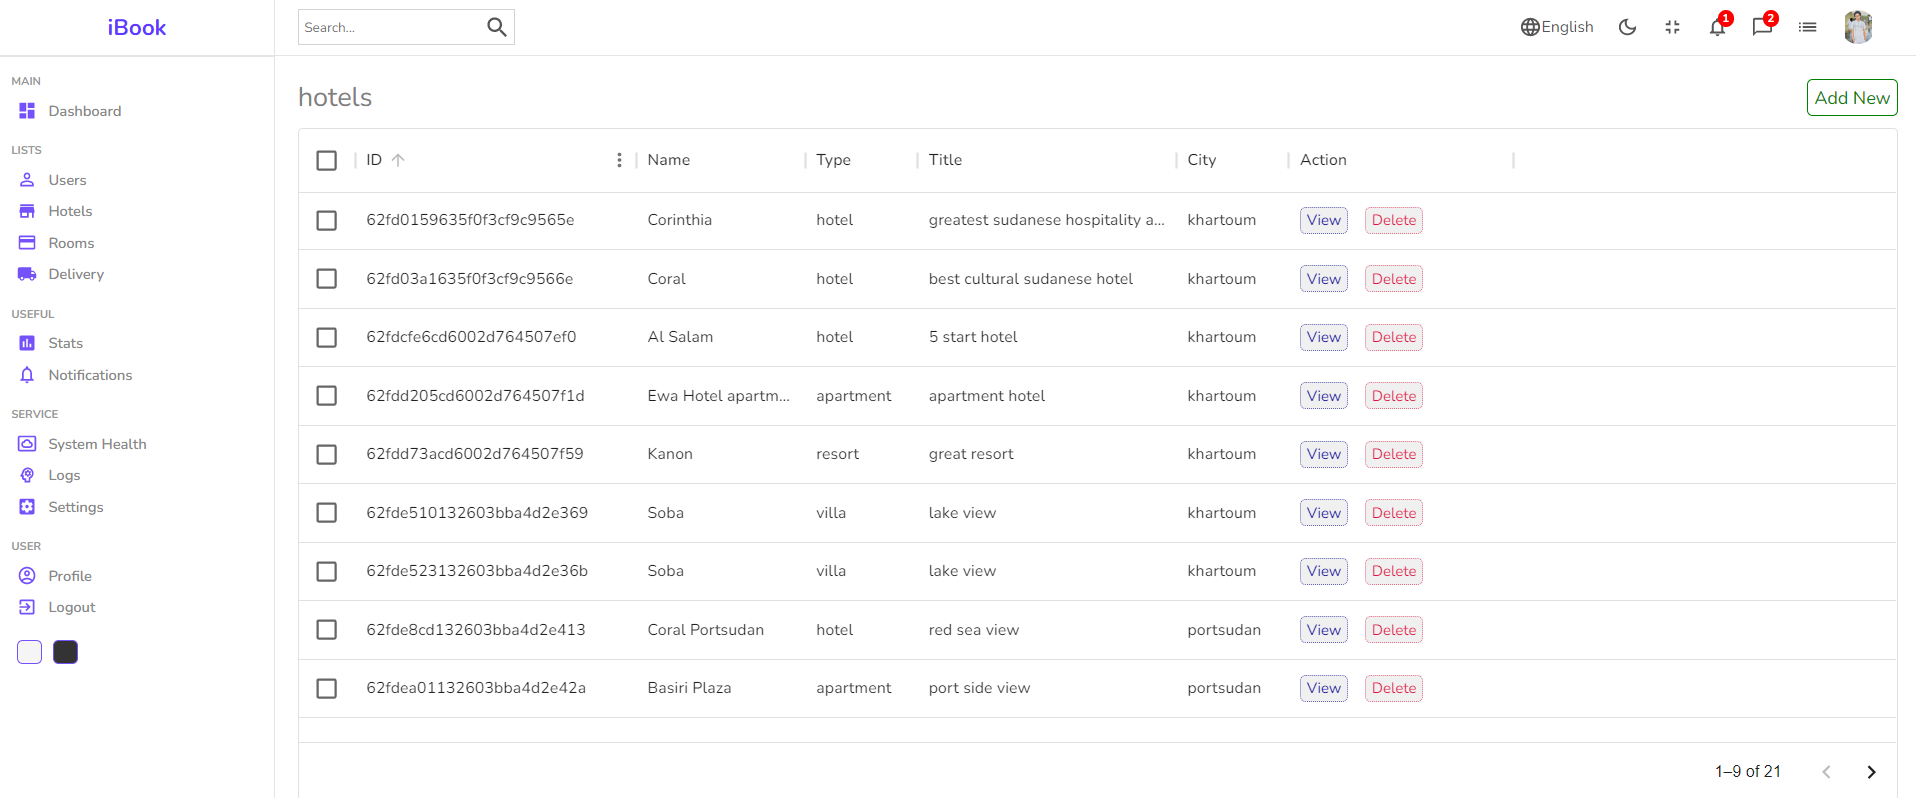 iBook
Search...
English
1
2
MAIN
Dashboard
LISTS
Users
Hotels
Rooms
Delivery
USEFUL
Stats
Notifications
SERVICE
System Health
Logs
Settings
USER
Profile
Logout
hotels
Add New
ID Name Type Title City Action
62fd0159635f0f3cf9c9565e Corinthia hotel greatest sudanese hospitality a... khartoum View Delete
62fd03a1635f0f3cf9c9566e Coral hotel best cultural sudanese hotel khartoum View Delete
62fdcfe6cd6002d764507ef0 Al Salam hotel 5 start hotel khartoum View Delete
62fdd205cd6002d764507f1d Ewa Hotel apartm... apartment apartment hotel khartoum View Delete
62fdd73acd6002d764507f59 Kanon resort great resort khartoum View Delete
62fde510132603bba4d2e369 Soba villa lake view khartoum View Delete
62fde523132603bba4d2e36b Soba villa lake view khartoum View Delete
62fde8cd132603bba4d2e413 Coral Portsudan hotel red sea view portsudan View Delete
62fdea01132603bba4d2e42a Basiri Plaza apartment port side view portsudan View Delete
1–9 of 21